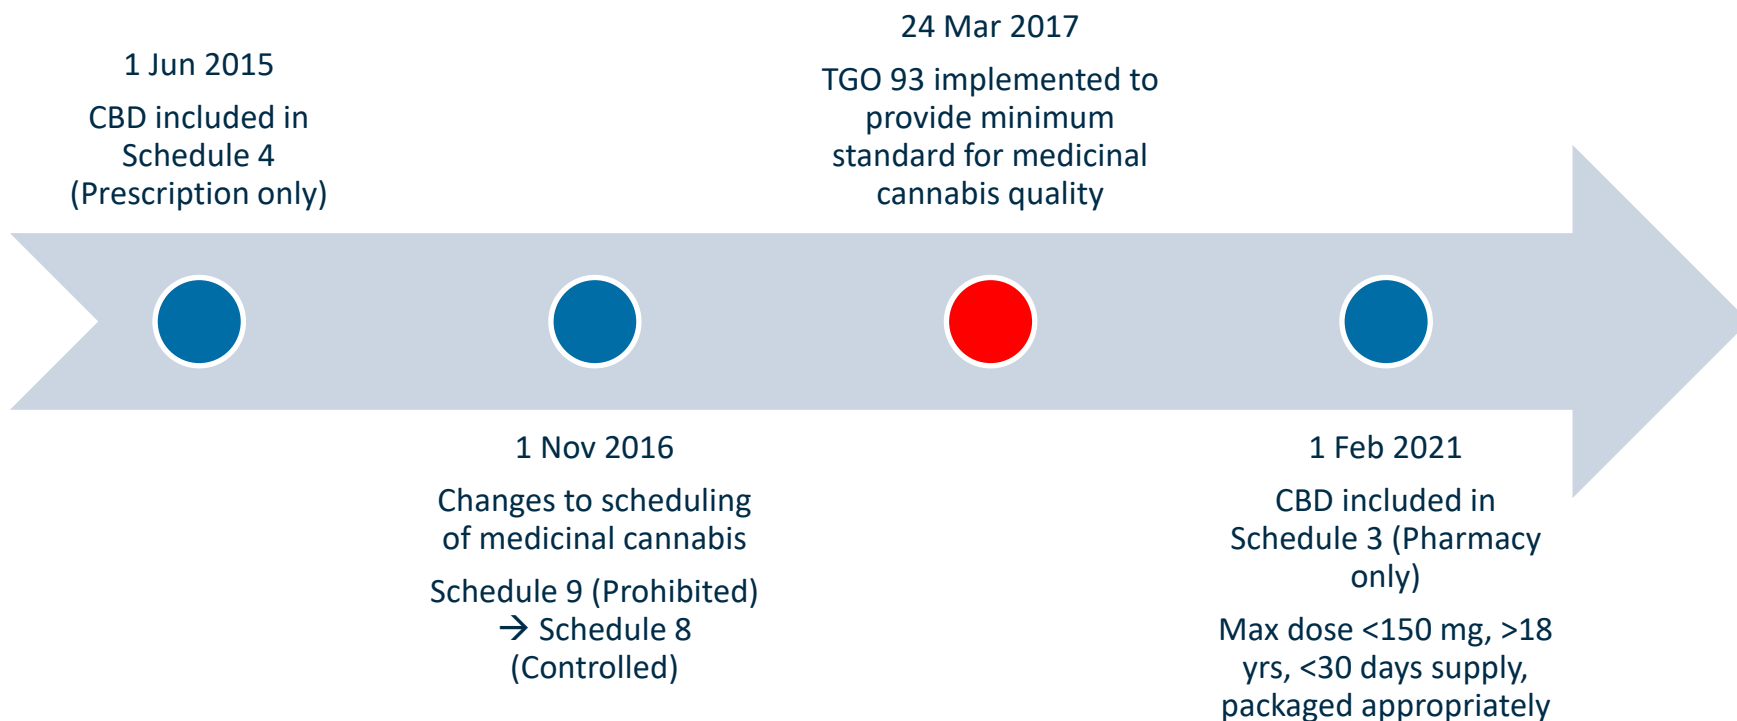 1 Jun 2015
CBD included in
Schedule 4
(Prescription only)
1 Nov 2016
Changes to scheduling
of medicinal cannabis
Schedule 9 (Prohibited)
→ Schedule 8
(Controlled)
24 Mar 2017
TGO 93 implemented to
provide minimum
standard for medicinal
cannabis quality
1 Feb 2021
CBD included in
Schedule 3 (Pharmacy
only)
Max dose <150 mg, >18
yrs, <30 days supply,
packaged appropriately